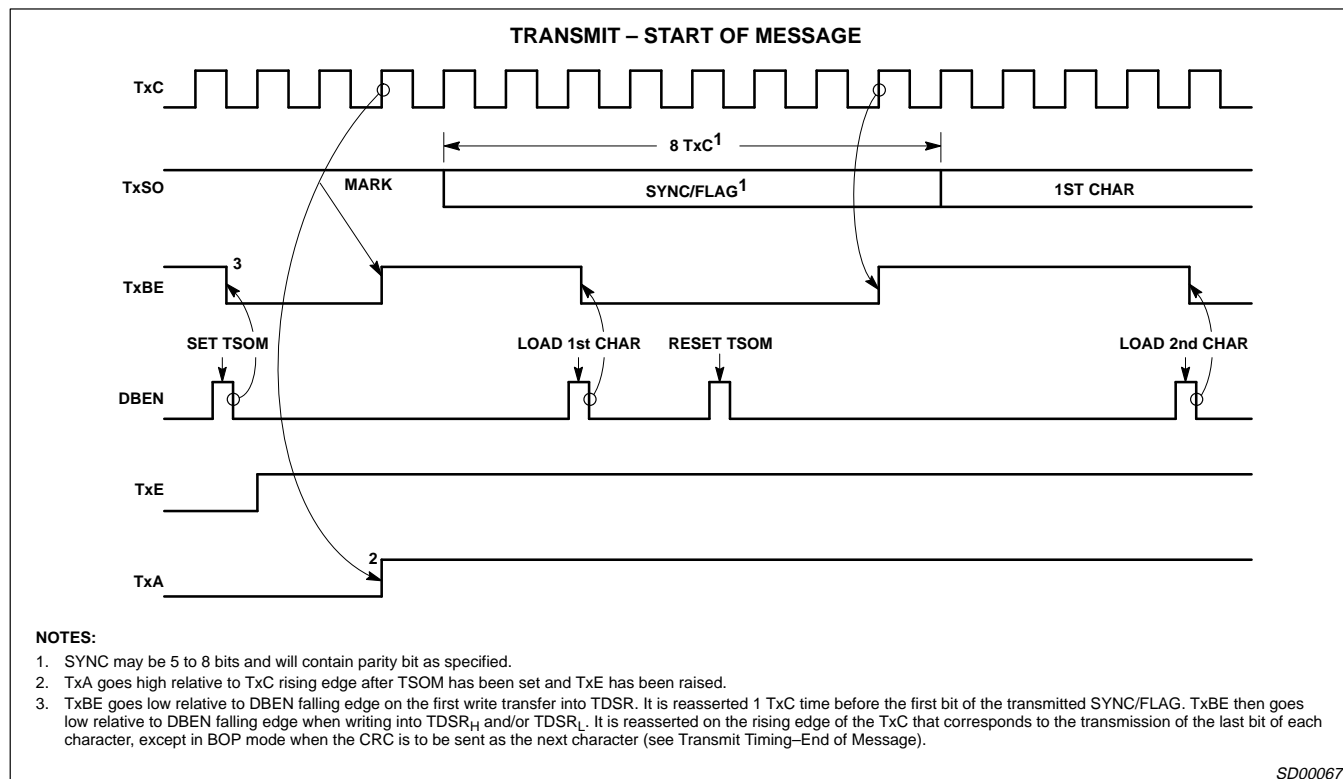 TRANSMIT – START OF MESSAGE
TxC
8 TxC1
TxSO
MARK
SYNC/FLAG1
1ST CHAR
3
TxBE
SET TSOM
LOAD 1st CHAR
RESET TSOM
LOAD 2nd CHAR
DBEN
TxE
2
TxA
NOTES:
1. SYNC may be 5 to 8 bits and will contain parity bit as specified.
2. TxA goes high relative to TxC rising edge after TSOM has been set and TxE has been raised.
3. TxBE goes low relative to DBEN falling edge on the first write transfer into TDSR. It is reasserted 1 TxC time before the first bit of the transmitted SYNC/FLAG. TxBE then goes
low relative to DBEN falling edge when writing into TDSRH and/or TDSRL. It is reasserted on the rising edge of the TxC that corresponds to the transmission of the last bit of each
character, except in BOP mode when the CRC is to be sent as the next character (see Transmit Timing–End of Message).
SD00067